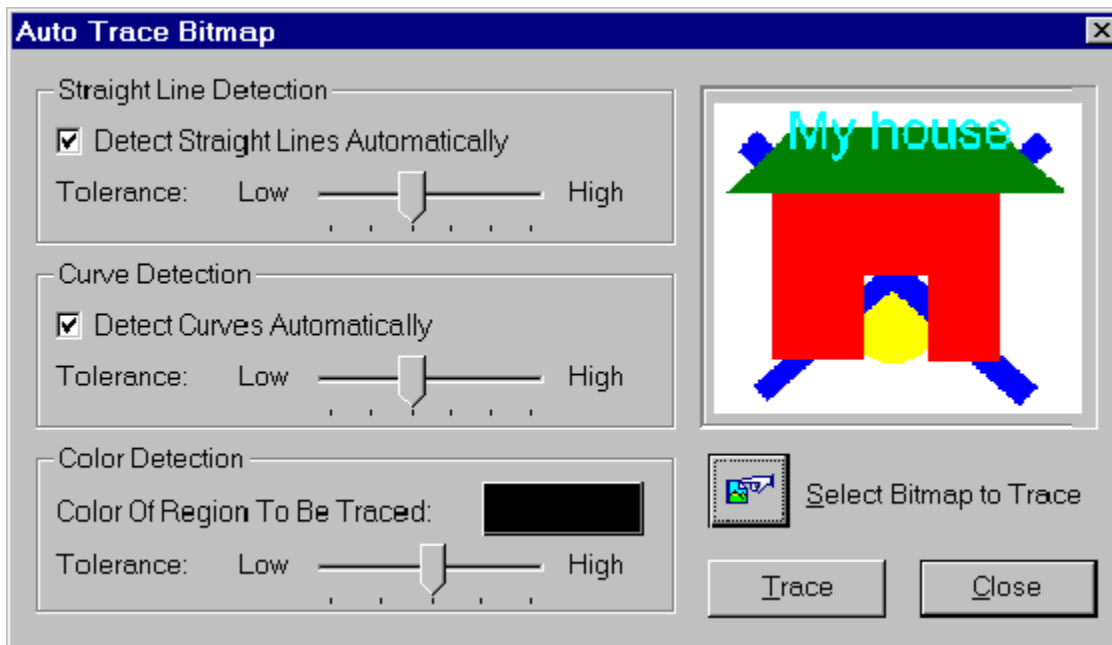 Auto Trace Bitmap
Straight Line Detection
Detect Straight Lines Automatically
Tolerance: Low High
Curve Detection
Detect Curves Automatically
Tolerance: Low High
Color Detection
Color Of Region To Be Traced:
Tolerance: Low High
My house
Select Bitmap to Trace
Trace Close